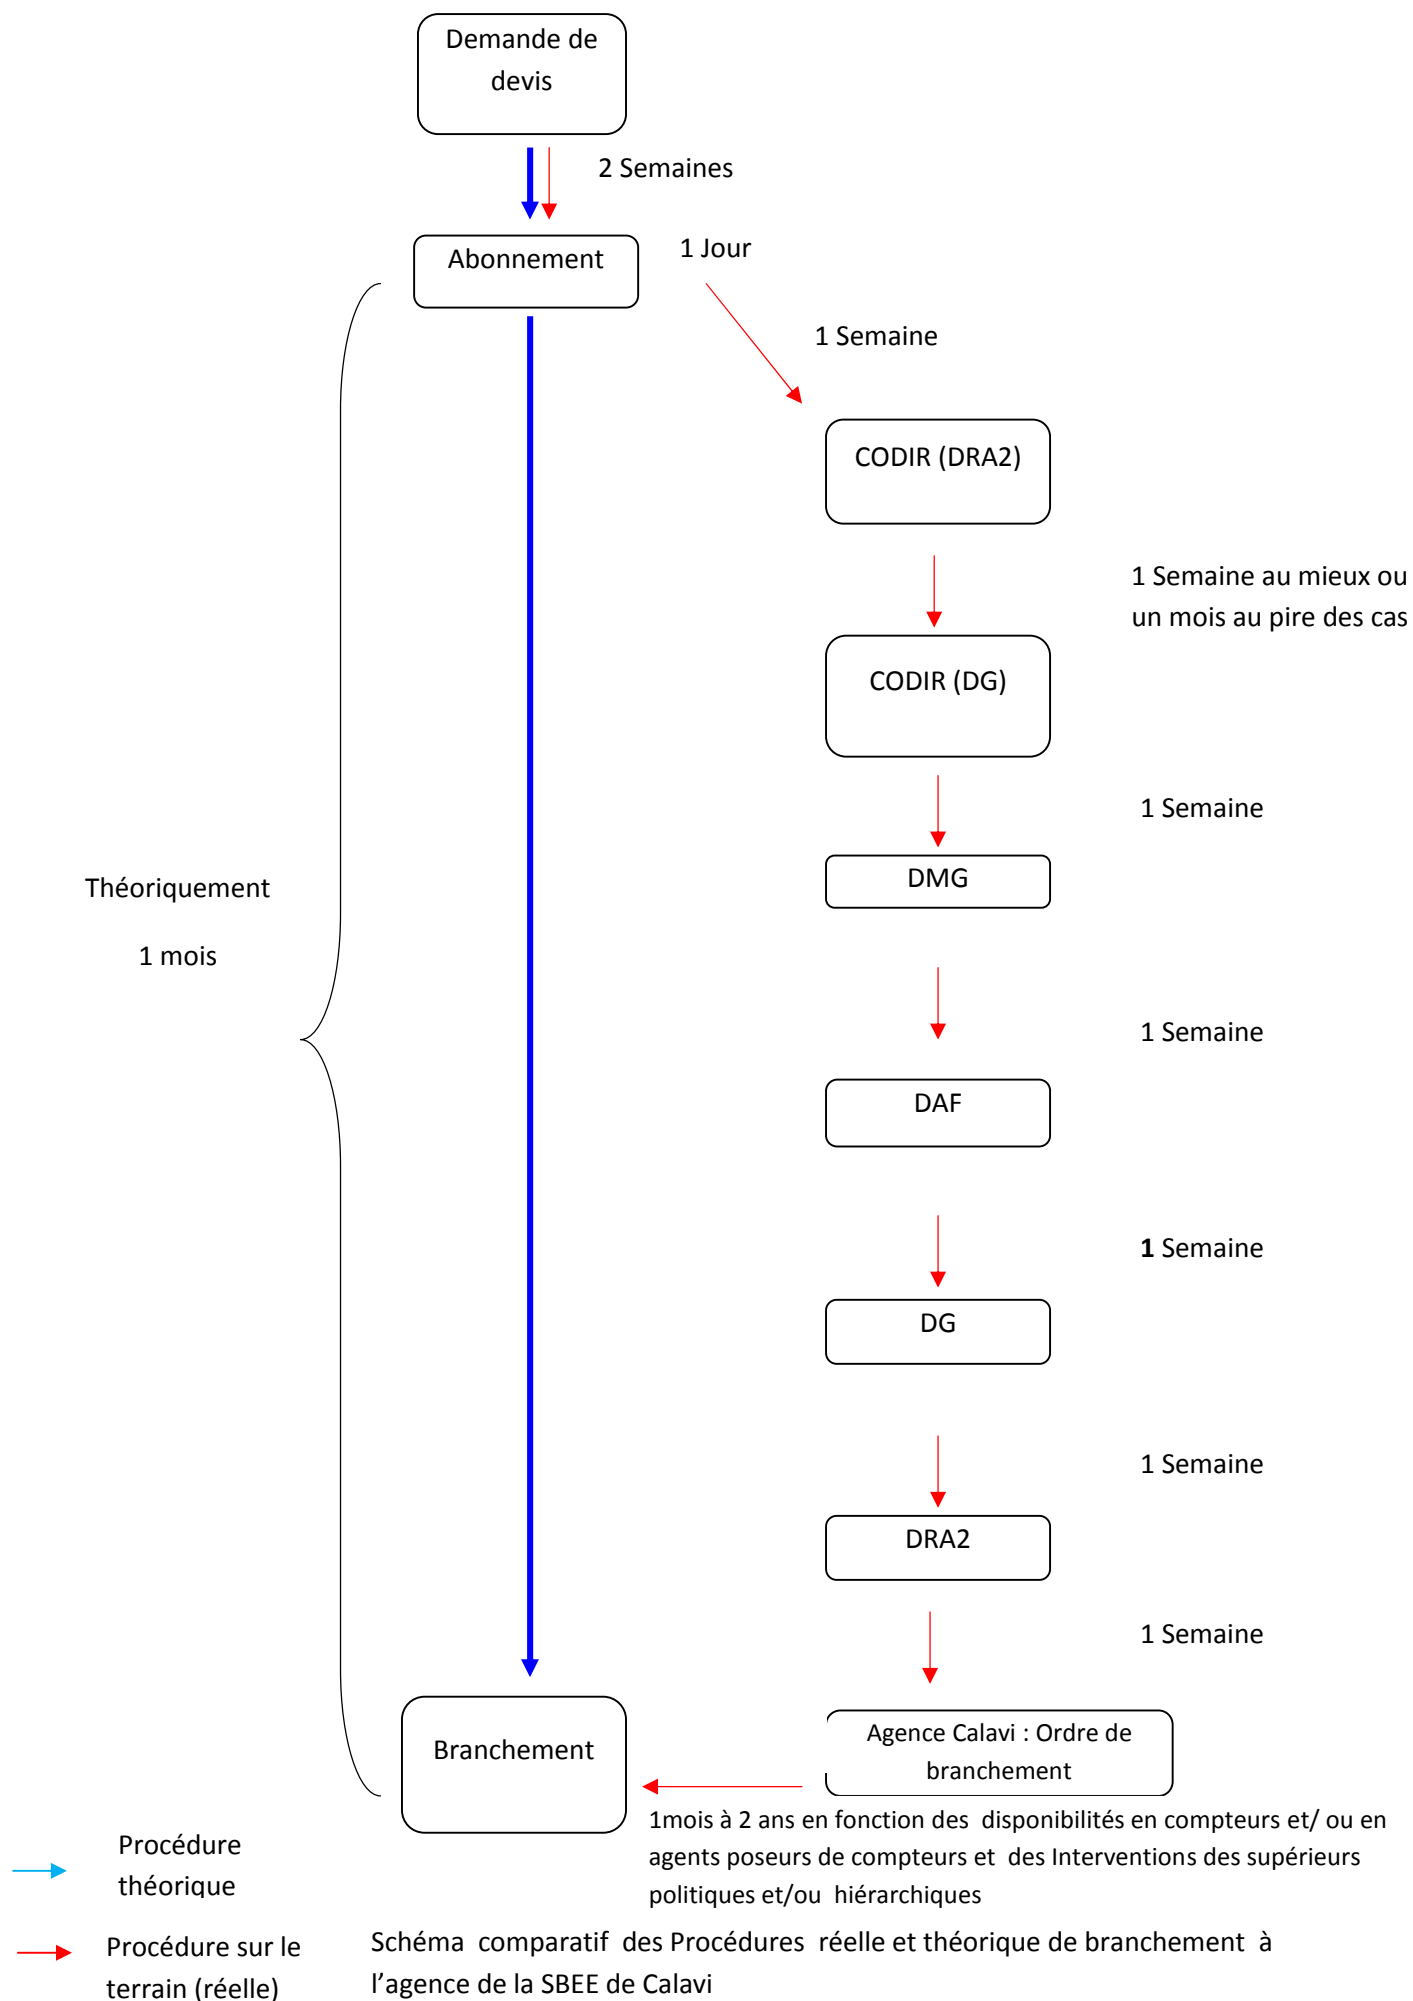 Demande de
devis
2 Semaines
Abonnement
1 Jour
1 Semaine
CODIR (DRA2)
1 Semaine au mieux ou
un mois au pire des cas
CODIR (DG)
1 Semaine
DMG
Théoriquement
1 mois
1 Semaine
DAF
1 Semaine
DG
1 Semaine
DRA2
1 Semaine
Agence Calavi : Ordre de
branchement
Branchement
1mois à 2 ans en fonction des disponibilités en compteurs et/ ou en
agents poseurs de compteurs et des Interventions des supérieurs
politiques et/ou hiérarchiques
Procédure
théorique
Procédure sur le
terrain (réelle)
Schéma comparatif des Procédures réelle et théorique de branchement à
l’agence de la SBEE de Calavi